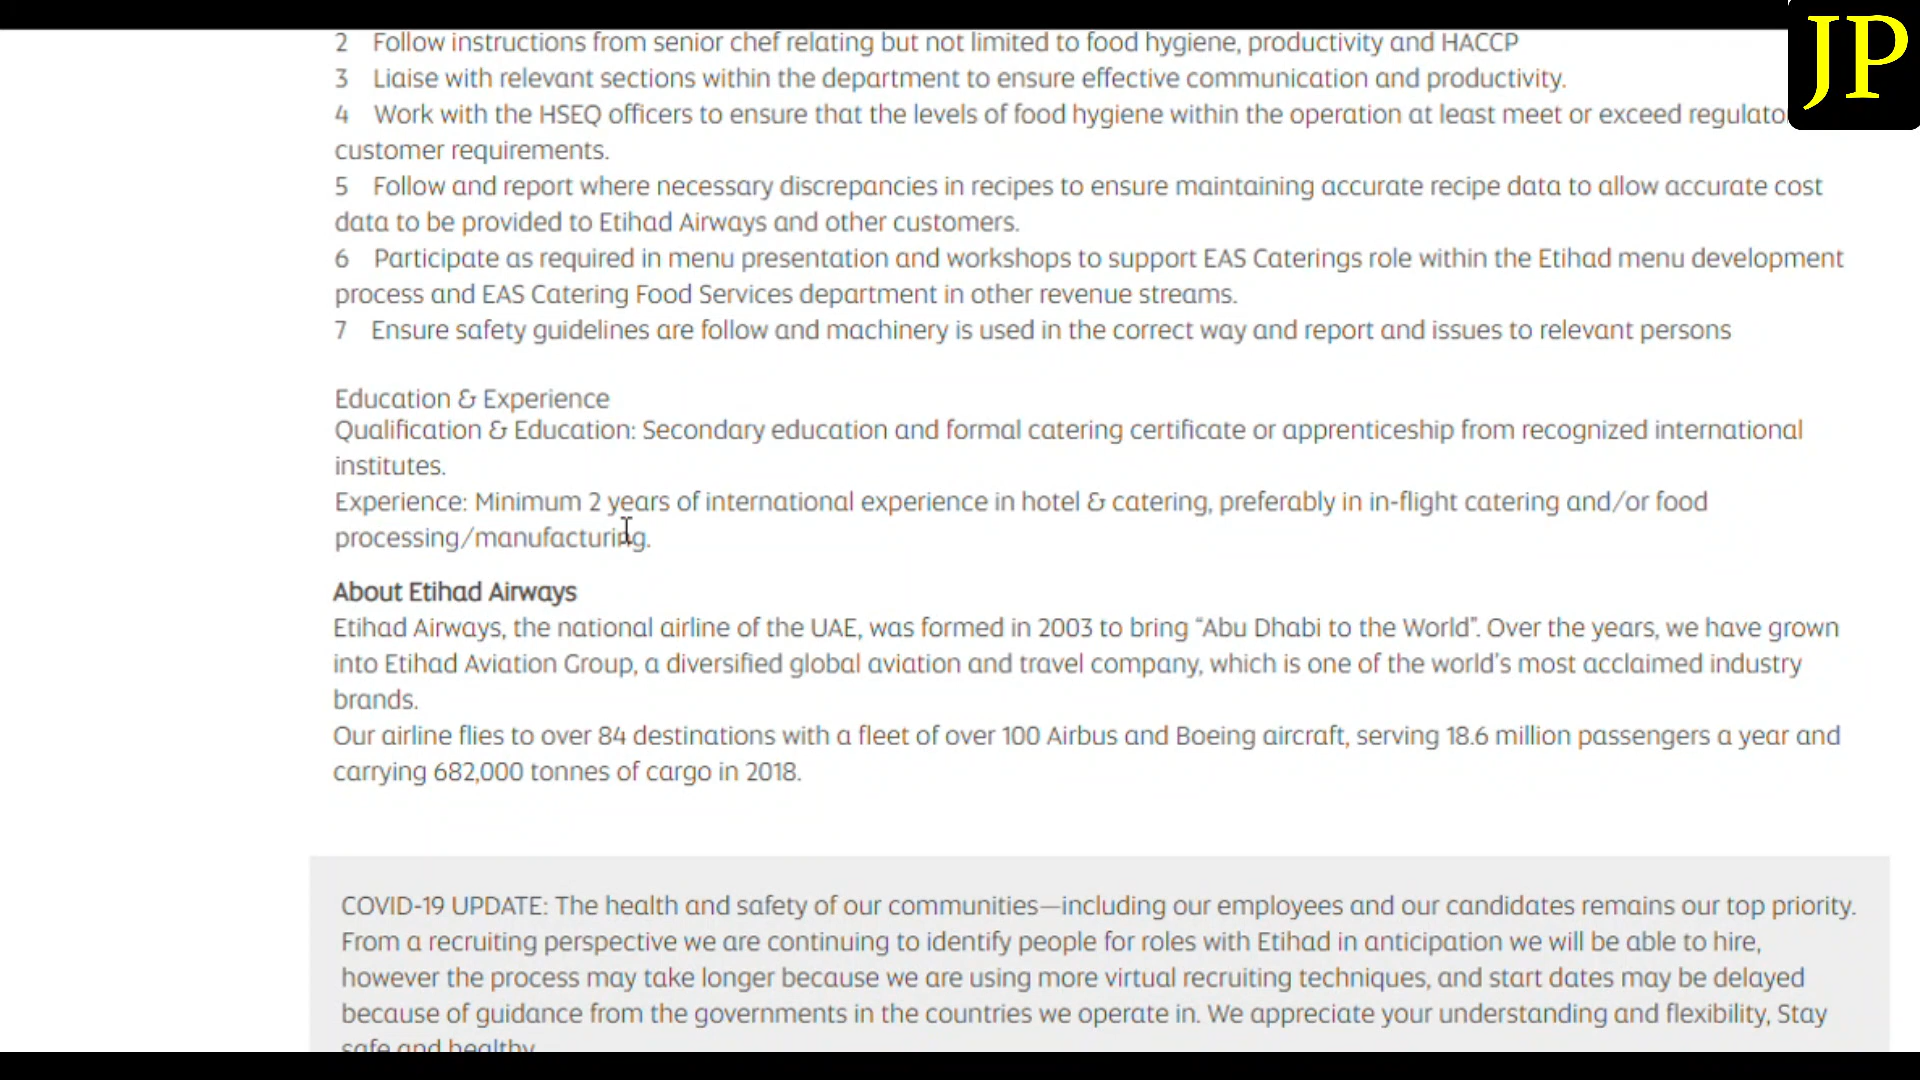 JP
2 Follow instructions from senior chef relating but not limited to food hygiene, productivity and HACCP
3 Liaise with relevant sections within the department to ensure effective communication and productivity.
4 Work with the HSEQ officers to ensure that the levels of food hygiene within the operation at least meet or exceed
customer requirements.
5 Follow and report where necessary discrepancies in recipes to ensure maintaining accurate recipe data to allow accurate cost
data to be provided to Etihad Airways and other customers.
6 Participate as required in menu presentation and workshops to support EAS Caterings role within the Etihad menu development
process and EAS Catering Food Services department in other revenue streams.
7 Ensure safety guidelines are follow and machinery is used in the correct way and report and issues to relevant persons
Education & Experience
Qualification & Education: Secondary education and formal catering certificate or apprenticeship from recognized international
institutes.
Experience: Minimum 2 years of international experience in hotel & catering, preferably in in-flight catering and/or food
processing/manufacturing.
About Etihad Airways
Etihad Airways, the national airline of the UAE, was formed in 2003 to bring “Abu Dhabi to the World”. Over the years, we have grown
into Etihad Aviation Group, a diversified global aviation and travel company, which is one of the world’s most acclaimed industry
brands.
Our airline flies to over 84 destinations with a fleet of over 100 Airbus and Boeing aircraft, serving 18.6 million passengers a year and
carrying 682,000 tonnes of cargo in 2018.
COVID-19 UPDATE: The health and safety of our communities—including our employees and our candidates remains our top priority.
From a recruiting perspective we are continuing to identify people for roles with Etihad in anticipation we will be able to hire,
however the process may take longer because we are using more virtual recruiting techniques, and start dates may be delayed
because of guidance from the governments in the countries we operate in. We appreciate your understanding and flexibility, Stay
safe and healthy